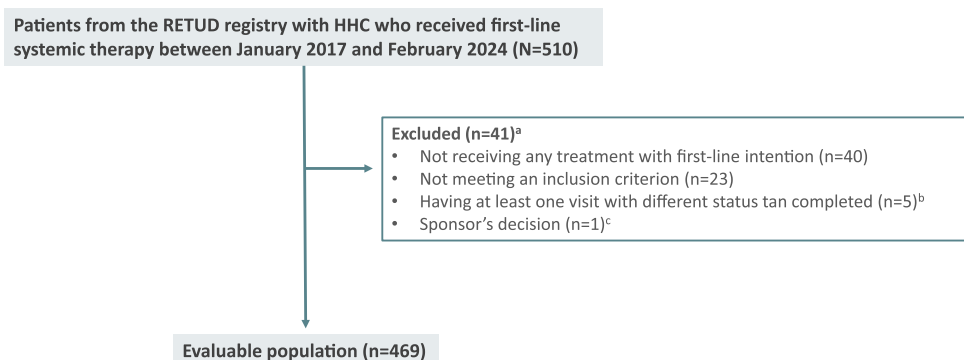 Patients from the RETUD registry with HHC who received first-line
systemic therapy between January 2017 and February 2024 (N=510)
Excluded (n=41)ᵃ
• Not receiving any treatment with first-line intention (n=40)
• Not meeting an inclusion criterion (n=23)
• Having at least one visit with different status tan completed (n=5)ᵇ
• Sponsor's decision (n=1)ᶜ
Evaluable population (n=469)